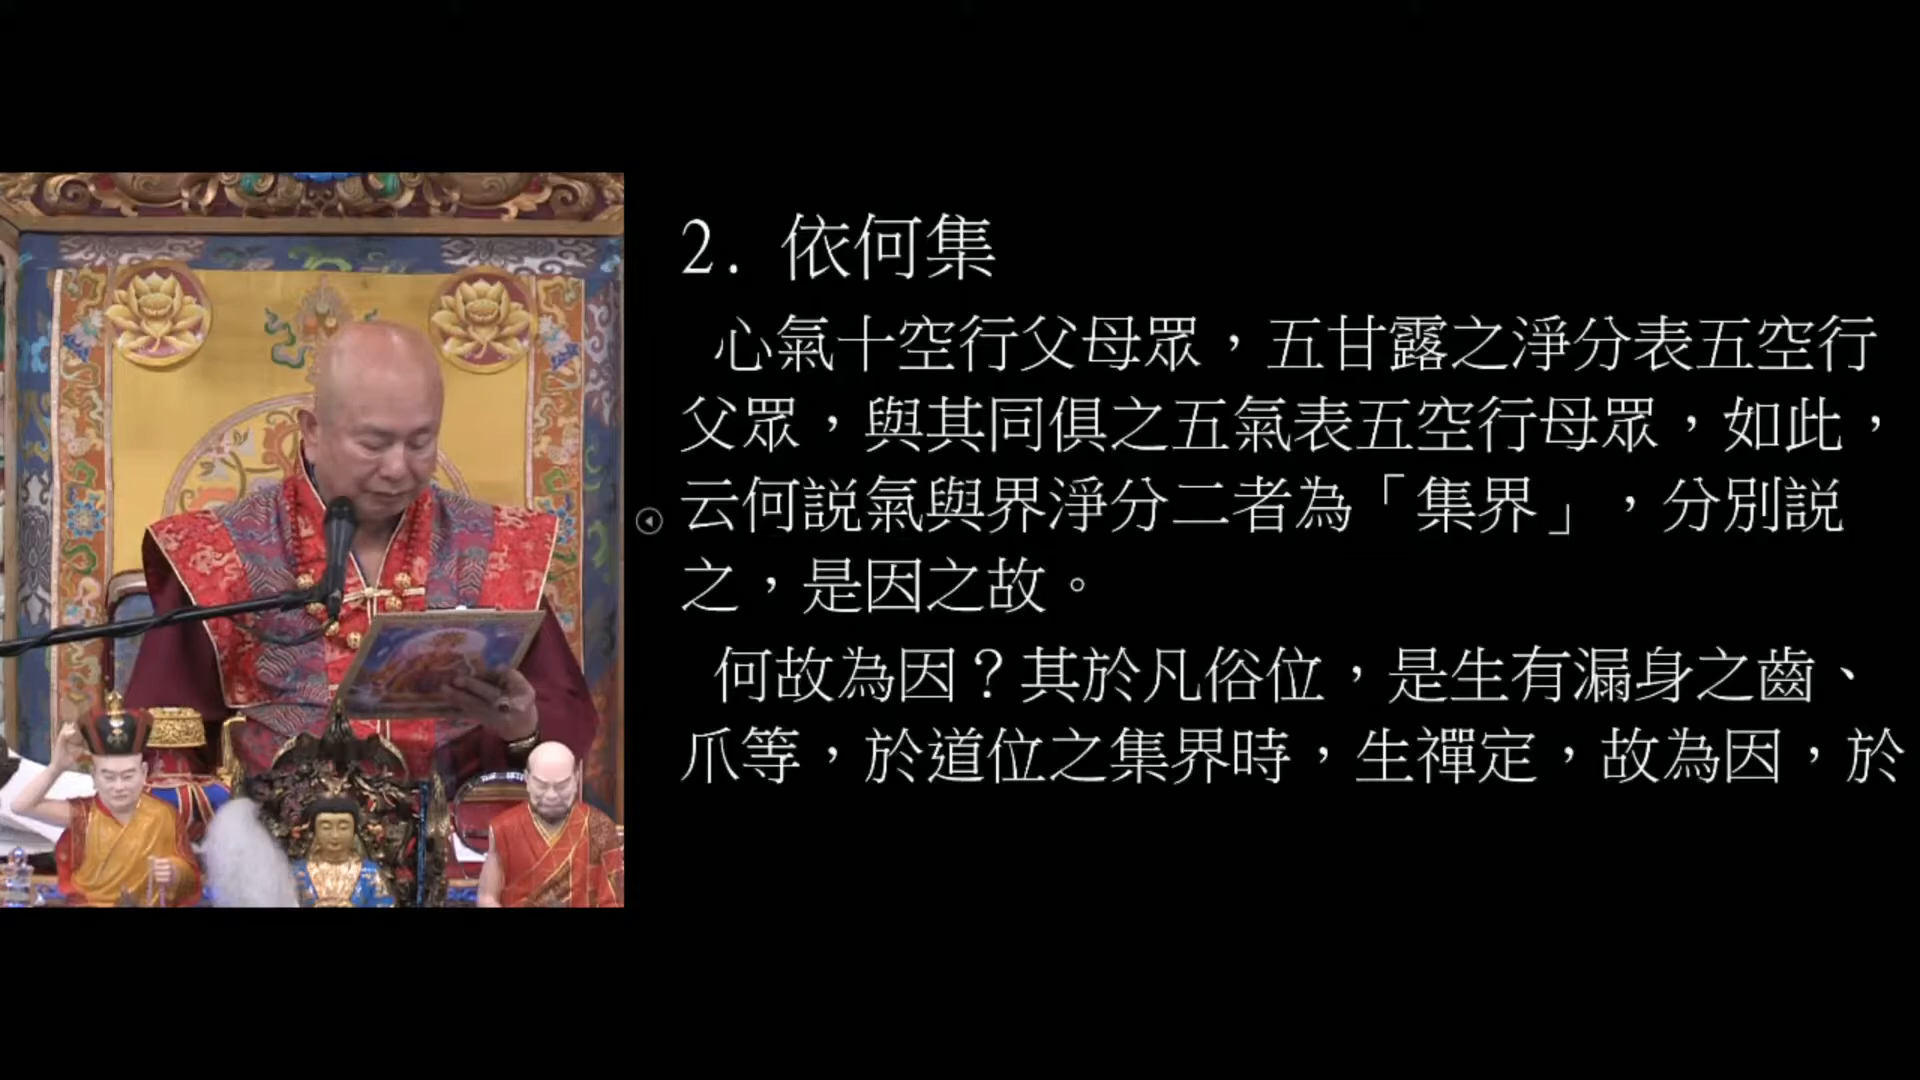 2. 依何集
心氣十空行父母眾，五甘露之淨分表五空行
父眾，與其同俱之五氣表五空行母眾，如此，
云何説氣與界淨分二者為「集界」，分別説
之，是因之故。
何故為因？其於凡俗位，是生有漏身之齒、
爪等，於道位之集界時，生禪定，故為因，於